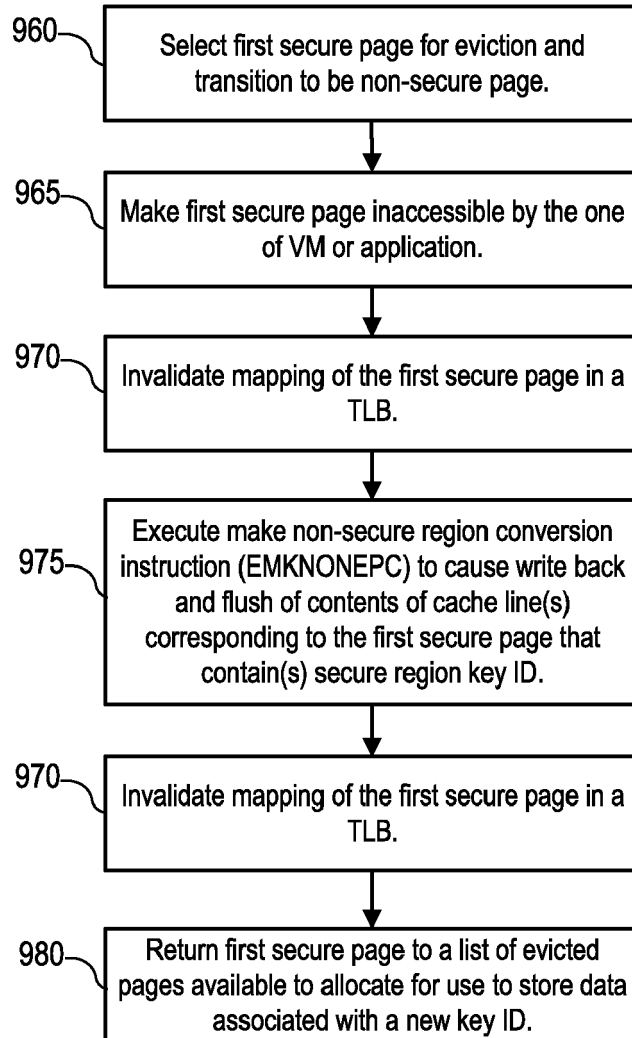 960
Select first secure page for eviction and
transition to be non-secure page.
965
Make first secure page inaccessible by the one
of VM or application.
970
Invalidate mapping of the first secure page in a
TLB.
975
Execute make non-secure region conversion
instruction (EMKNONEPC) to cause write back
and flush of contents of cache line(s)
corresponding to the first secure page that
contain(s) secure region key ID.
970
Invalidate mapping of the first secure page in a
TLB.
980
Return first secure page to a list of evicted
pages available to allocate for use to store data
associated with a new key ID.